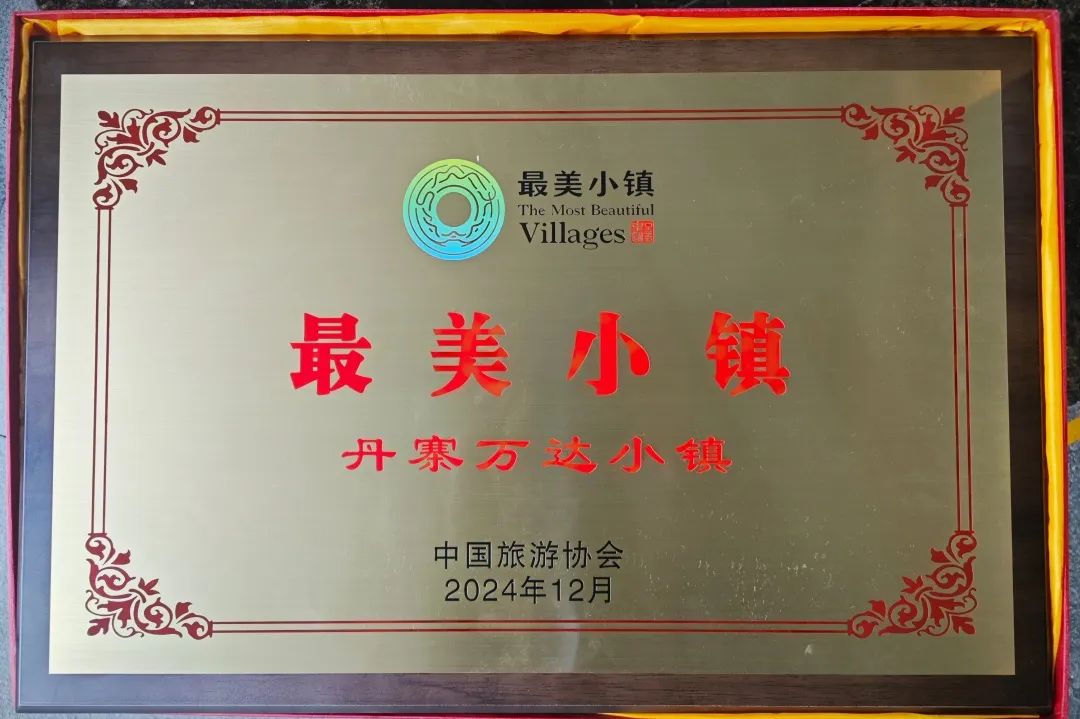 最美小镇
The Most Beautiful
Villages
最美小镇
丹寨万达小镇
中国旅游协会
2024年12月